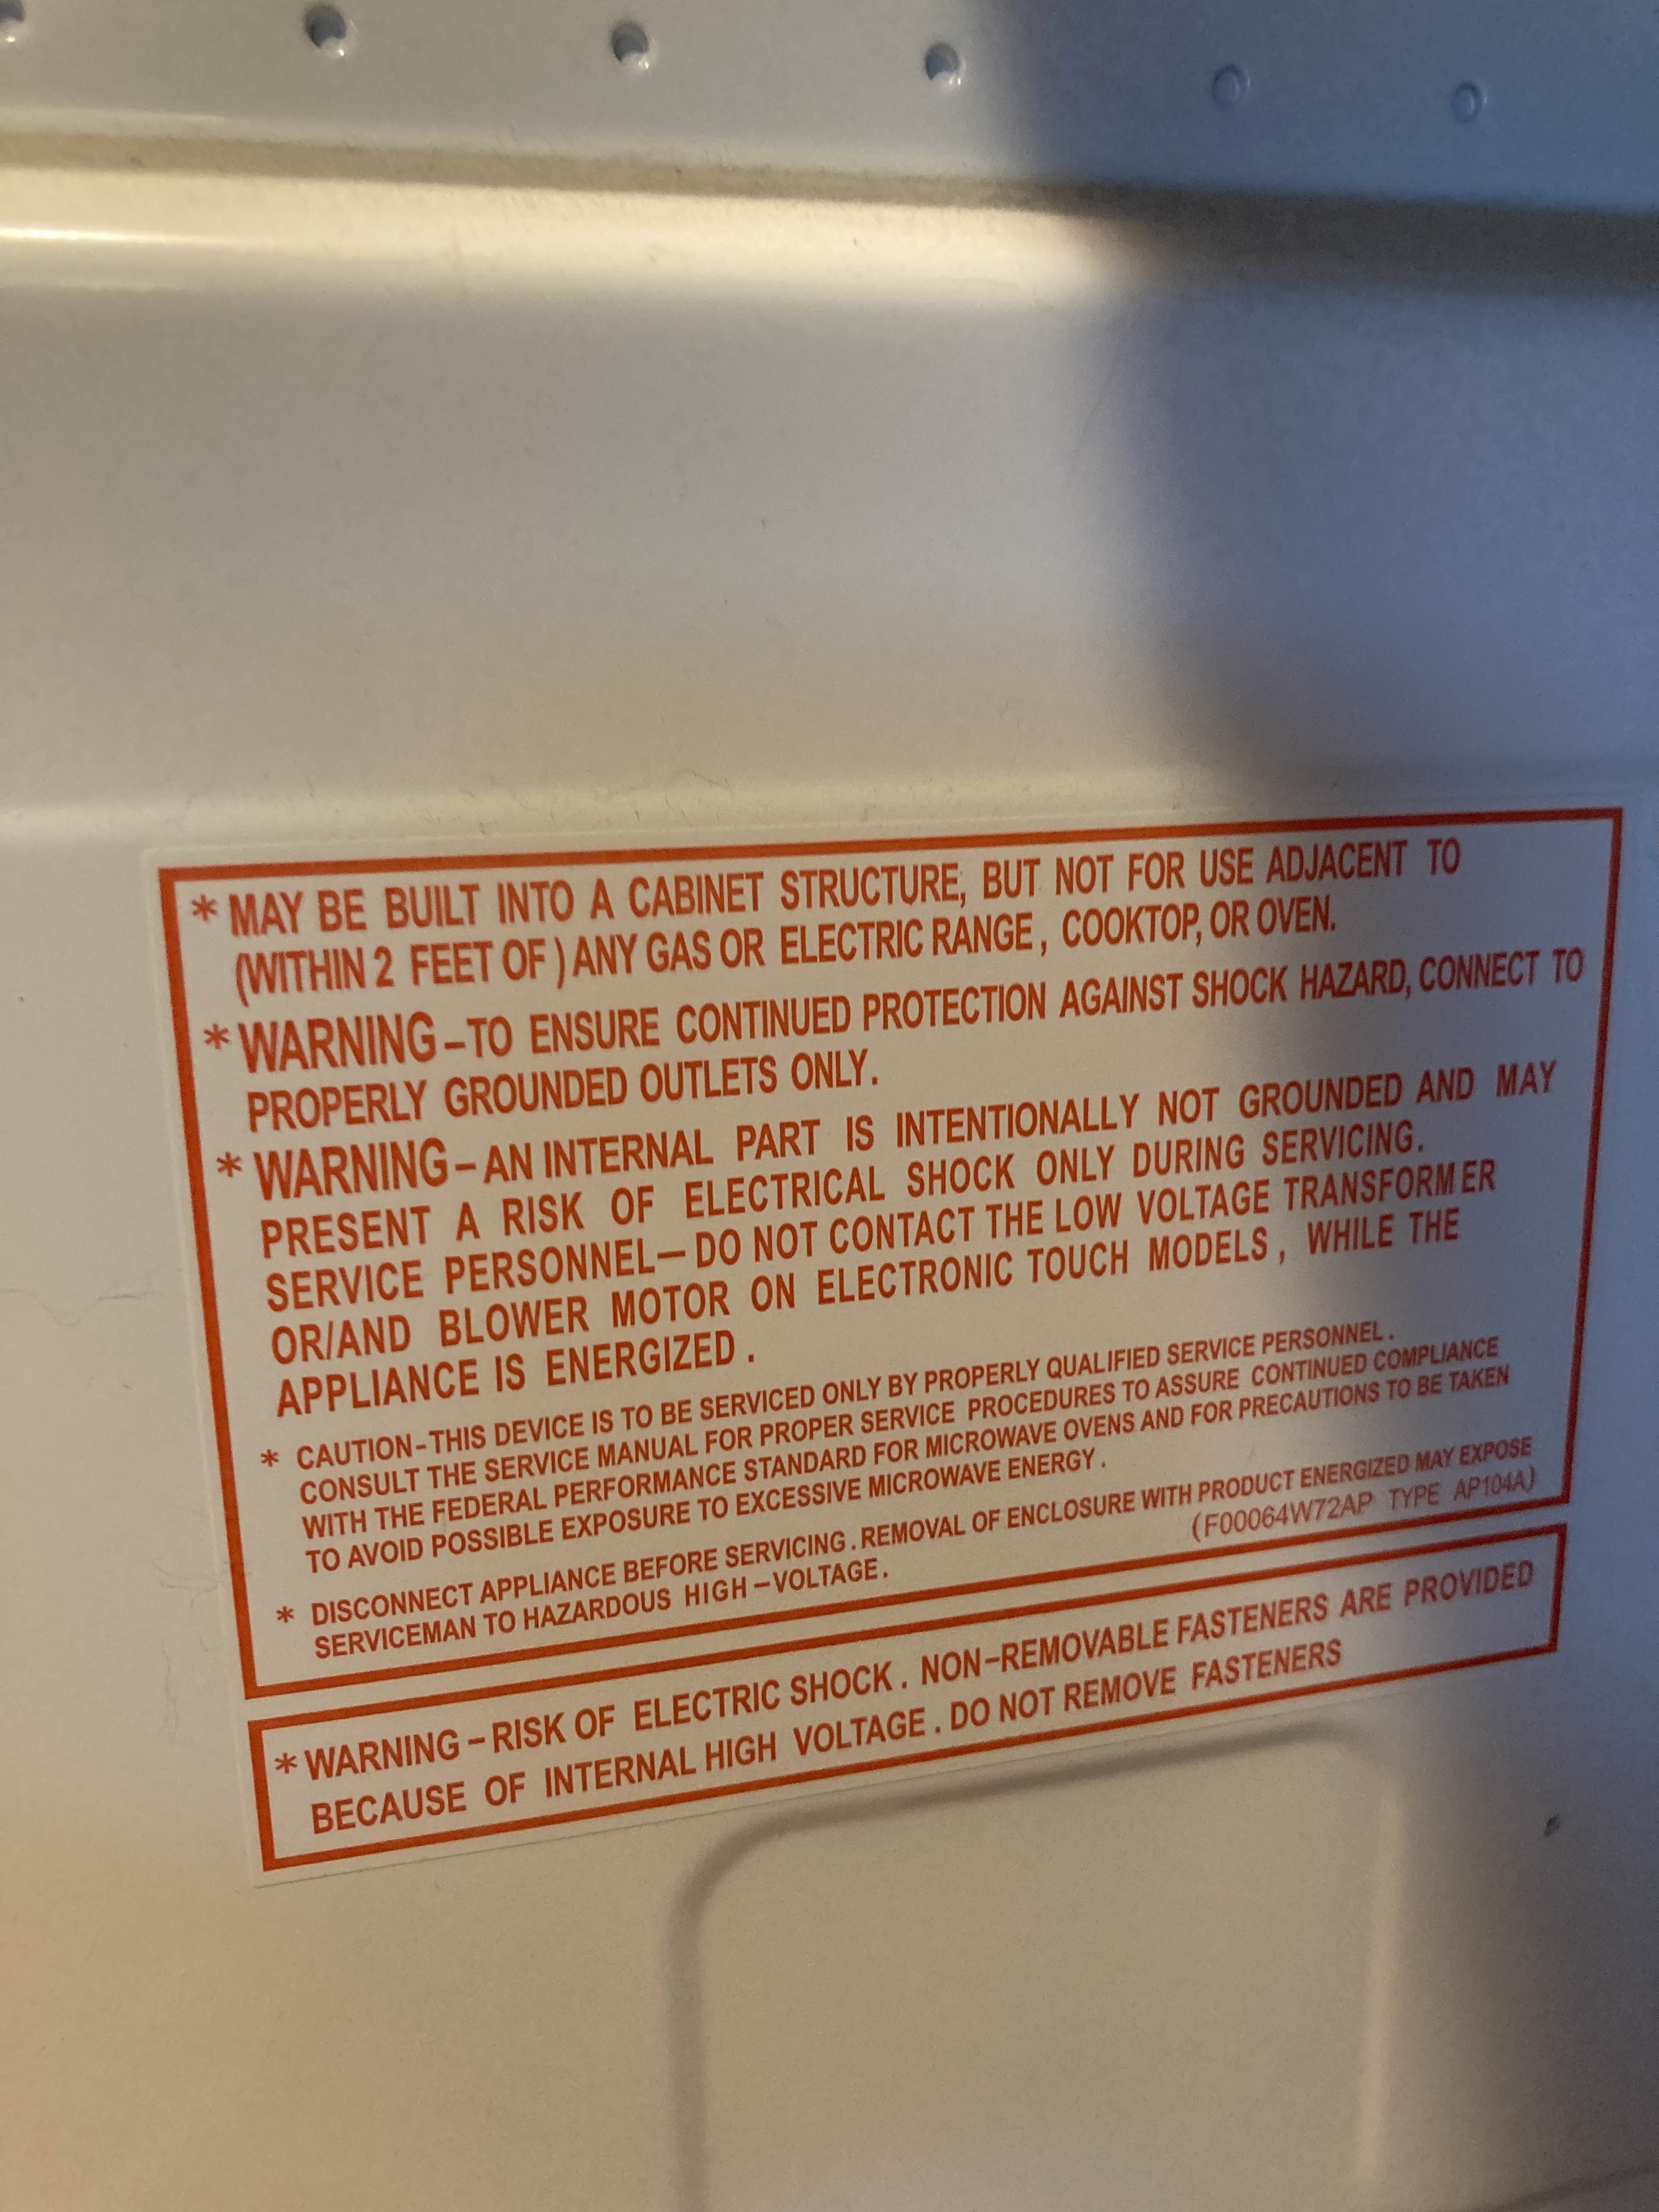 * MAY BE BUILT INTO A CABINET STRUCTURE, BUT NOT FOR USE ADJACENT TO
(WITHIN 2 FEET OF) ANY GAS OR ELECTRIC RANGE, COOKTOP, OR OVEN.
* WARNING-TO ENSURE CONTINUED PROTECTION AGAINST SHOCK HAZARD, CONNECT TO
PROPERLY GROUNDED OUTLETS ONLY.
* WARNING-AN INTERNAL PART IS INTENTIONALLY NOT GROUNDED AND MAY
PRESENT A RISK OF ELECTRICAL SHOCK ONLY DURING SERVICING.
SERVICE PERSONNEL—DO NOT CONTACT THE LOW VOLTAGE TRANSFORMER
OR/AND BLOWER MOTOR ON ELECTRONIC TOUCH MODELS, WHILE THE
APPLIANCE IS ENERGIZED.
* CAUTION-THIS DEVICE IS TO BE SERVICED ONLY BY PROPERLY QUALIFIED SERVICE PERSONNEL.
CONSULT THE SERVICE MANUAL FOR PROPER SERVICE PROCEDURES TO ASSURE CONTINUED COMPLIANCE
WITH THE FEDERAL PERFORMANCE STANDARD FOR MICROWAVE OVENS AND FOR PRECAUTIONS TO BE TAKEN
TO AVOID POSSIBLE EXPOSURE TO EXCESSIVE MICROWAVE ENERGY.
* DISCONNECT APPLIANCE BEFORE SERVICING. REMOVAL OF ENCLOSURE WITH PRODUCT ENERGIZED MAY EXPOSE
SERVICEMAN TO HAZARDOUS HIGH-VOLTAGE. (F00064W72AP TYPE AP104A)
* WARNING-RISK OF ELECTRIC SHOCK. NON-REMOVABLE FASTENERS ARE PROVIDED
BECAUSE OF INTERNAL HIGH VOLTAGE. DO NOT REMOVE FASTENERS